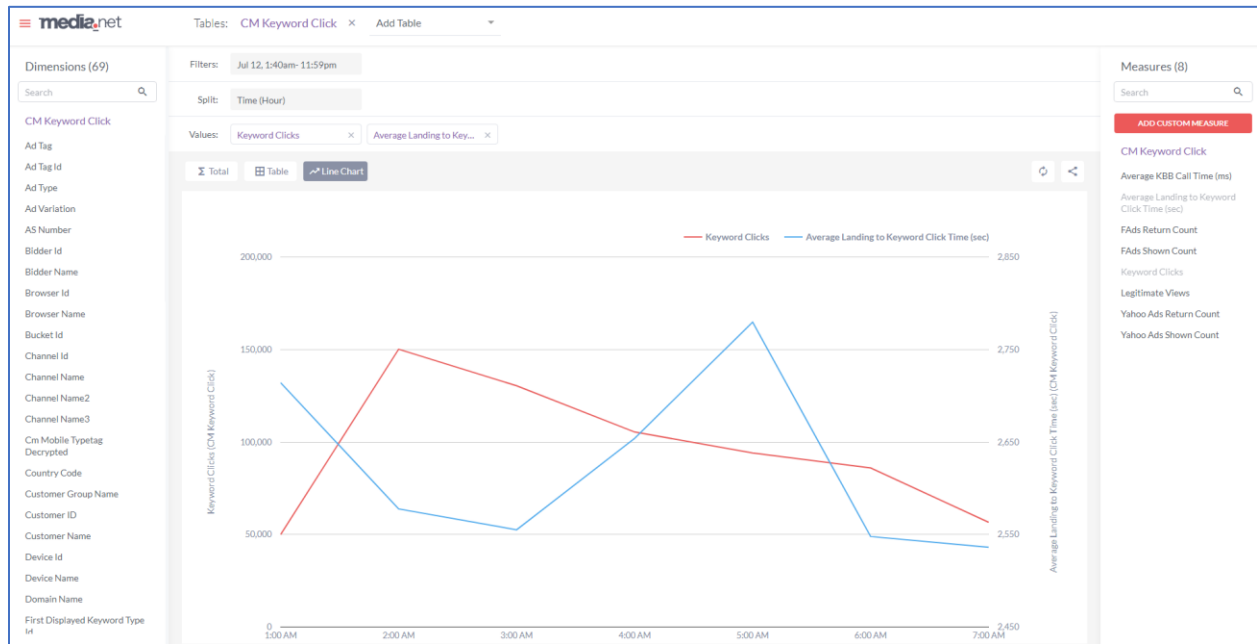 media.net
Tables: CM Keyword Click × Add Table
Dimensions (69)
Search
CM Keyword Click
Ad Tag
Ad Tag Id
Ad Type
Ad Variation
AS Number
Bidder Id
Bidder Name
Browser Id
Browser Name
Bucket Id
Channel Id
Channel Name
Channel Name2
Channel Name3
Cm Mobile Typetag
Decrypted
Country Code
Customer Group Name
Customer ID
Customer Name
Device Id
Device Name
Domain Name
First Displayed Keyword Type
Id
Filters: Jul 12, 1:40am- 11:59pm
Split: Time (Hour)
Values: Keyword Clicks × Average Landing to Key... ×
Σ Total Table Line Chart
Keyword Clicks Average Landing to Keyword Click Time (sec)
Keyword Clicks (CM Keyword Click)
200,000
150,000
100,000
50,000
0
2,850
2,750
2,650
2,550
2,450
Average Landing to Keyword Click Time (sec) (CM Keyword Click)
1:00 AM 2:00 AM 3:00 AM 4:00 AM 5:00 AM 6:00 AM 7:00 AM
Measures (8)
Search
ADD CUSTOM MEASURE
CM Keyword Click
Average KBB Call Time (ms)
Average Landing to Keyword
Click Time (sec)
FAds Return Count
FAds Shown Count
Keyword Clicks
Legitimate Views
Yahoo Ads Return Count
Yahoo Ads Shown Count